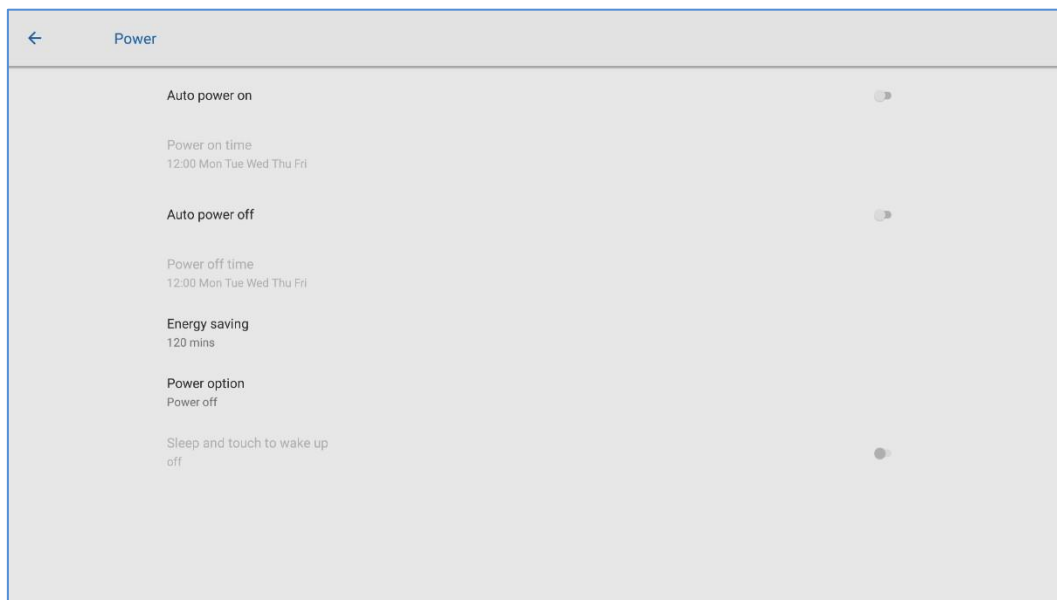 Power
Auto power on
Power on time
12:00 Mon Tue Wed Thu Fri
Auto power off
Power off time
12:00 Mon Tue Wed Thu Fri
Energy saving
120 mins
Power option
Power off
Sleep and touch to wake up
off